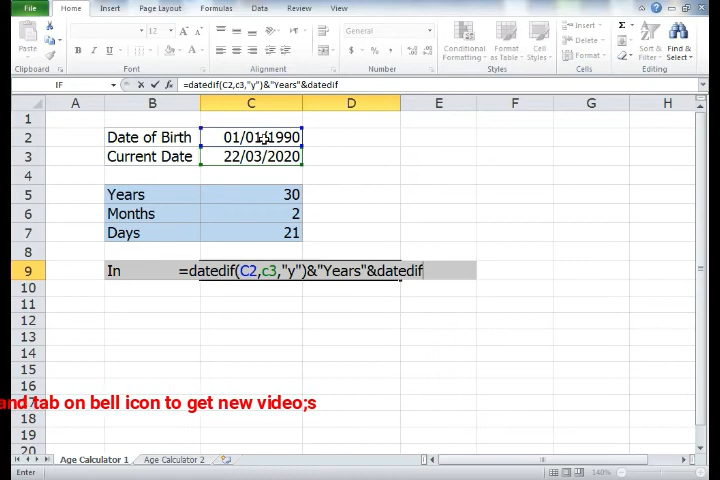 File Home Insert Page Layout Formulas Data Review View
Paste 12 Conditional Formatting Format as Table Cell Styles Insert Delete Format Sort & Filter Find & Select
Clipboard Font Alignment Number Styles Cells Editing
IF =datedif(C2,c3,"y")&"Years"&datedif
A B C D E F G H
1
2 Date of Birth 01/01/1990
3 Current Date 22/03/2020
4
5 Years 30
6 Months 2
7 Days 21
8
9 In =datedif(C2,c3,"y")&"Years"&datedif
10
11
12
13
14
15
16
and tab on bell icon to get new video;s
18
19
20
Age Calculator 1 Age Calculator 2
Enter 140%